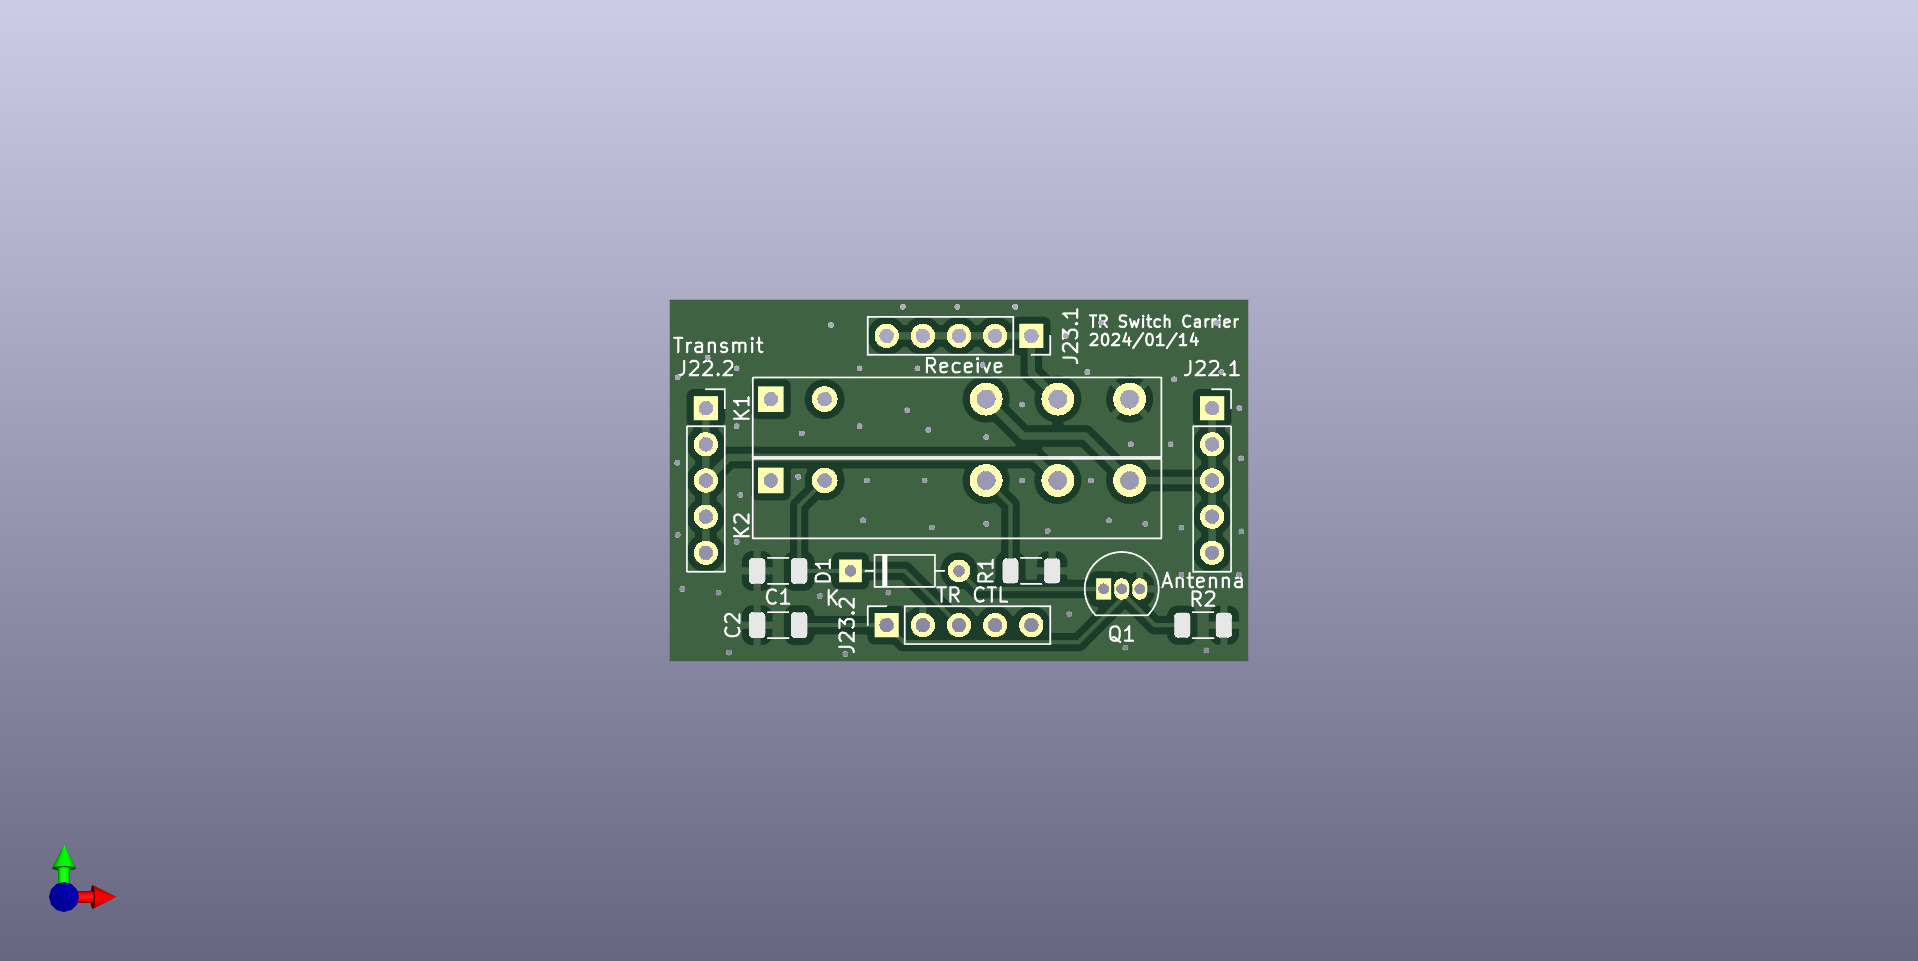 TR Switch Carrier
2024/01/14
J23.1
Transmit
J22.2
Receive
J22.1
K1
K2
D1
R1
Antenna
C1
K
TR CTL
R2
C2
J23.2
Q1